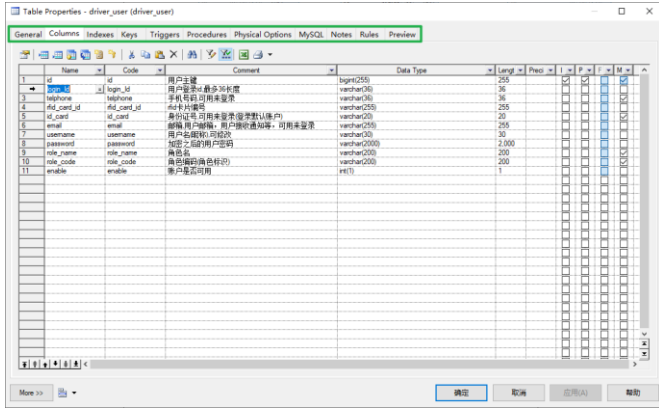 Table Properties - driver_user (driver_user)
General Columns Indexes Keys Triggers Procedures Physical Options MySQL Notes Rules Preview
Name Code Comment Data Type Lengt Preci I P F M
1 id id 用户主键 bigint(255) 255
login_id login_id 用户登录id,最多36长度 varchar(36) 36
3 telphone telphone 手机号码,可用来登录 varchar(36) 36
4 rfid_card_id rfid_card_id rfid卡片编号 varchar(255) 255
5 id_card id_card 身份证号,可用来登录(登录默认账户) varchar(20) 20
6 email email 邮箱,用户邮箱，用户接收通知等，可用来登录 varchar(255) 255
7 username username 用户名(昵称),可修改 varchar(30) 30
8 password password 加密之后的用户密码 varchar(2000) 2,000
9 role_name role_name 角色名 varchar(200) 200
10 role_code role_code 角色编码(角色标识) varchar(200) 200
11 enable enable 账户是否可用 int(1) 1
More >> 确定 取消 应用(A) 帮助